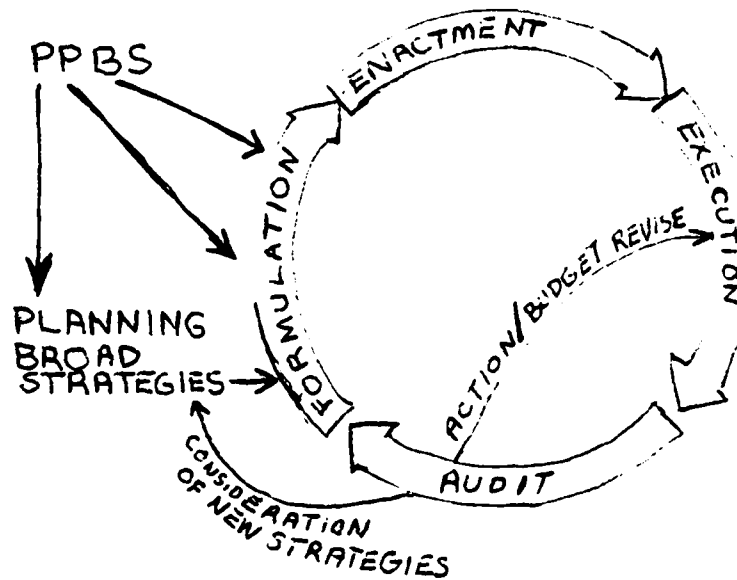 PPBS
ENACTMENT
EXECUTION
FORMULATION
ACTION/BUDGET REVISE
PLANNING
BROAD
STRATEGIES
AUDIT
CONSIDERATION
OF NEW STRATEGIES